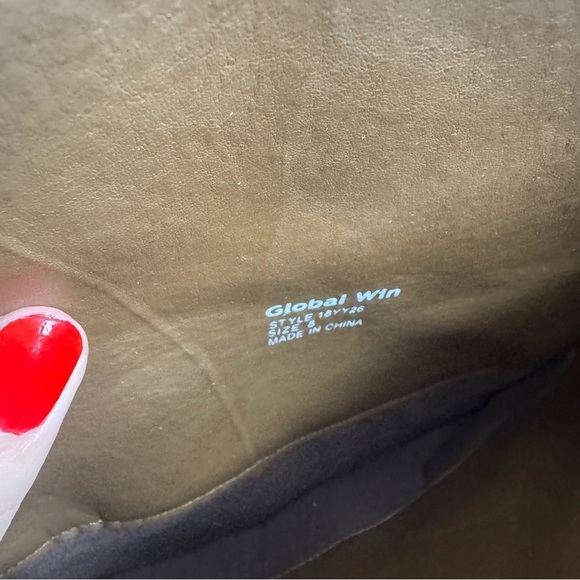 Global Win
STYLE 18YY26
SIZE 8
MADE IN CHINA